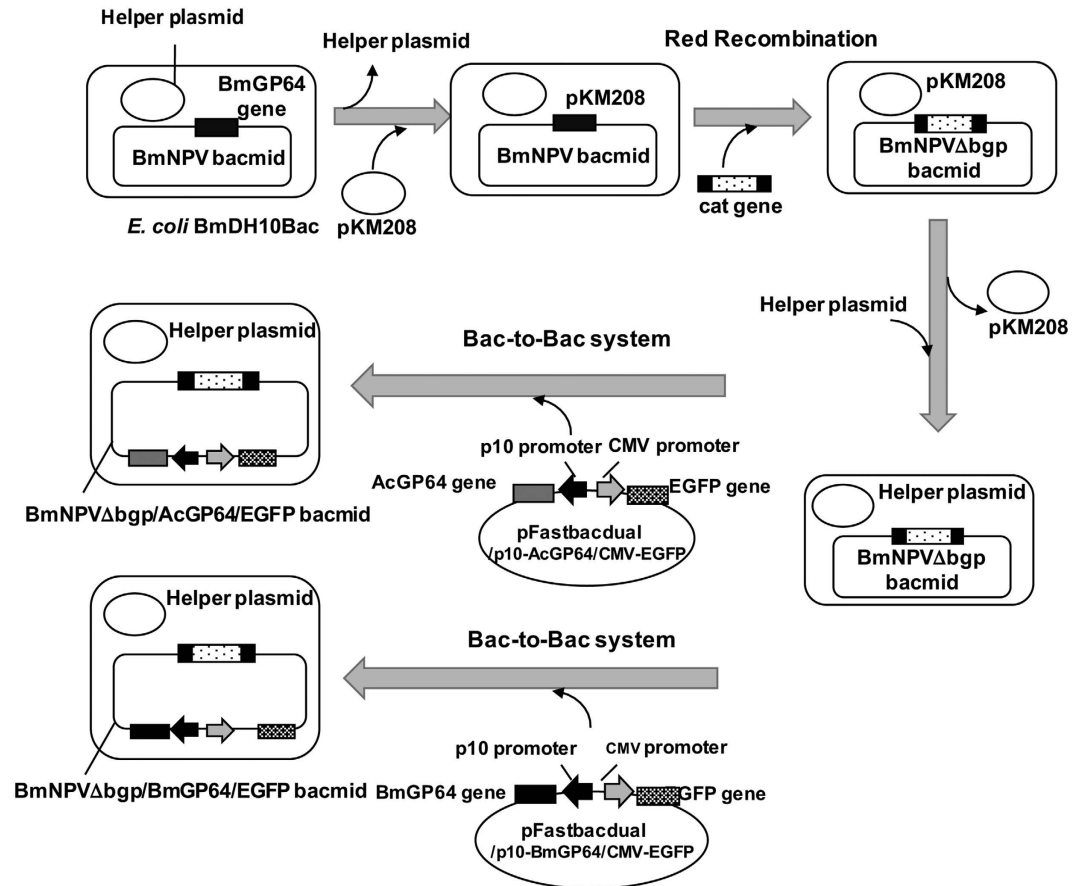 Helper plasmid
BmGP64
gene
BmNPV bacmid
E. coli BmDH10Bac
Helper plasmid
pKM208
pKM208
BmNPV bacmid
Red Recombination
cat gene
pKM208
BmNPVΔbgp
bacmid
Helper plasmid
pKM208
Helper plasmid
BmNPVΔbgp
bacmid
Bac-to-Bac system
p10 promoter
CMV promoter
AcGP64 gene
EGFP gene
pFastbacdual
/p10-AcGP64/CMV-EGFP
Helper plasmid
BmNPVΔbgp/AcGP64/EGFP bacmid
Bac-to-Bac system
p10 promoter
CMV promoter
BmGP64 gene
GFP gene
pFastbacdual
/p10-BmGP64/CMV-EGFP
Helper plasmid
BmNPVΔbgp/BmGP64/EGFP bacmid